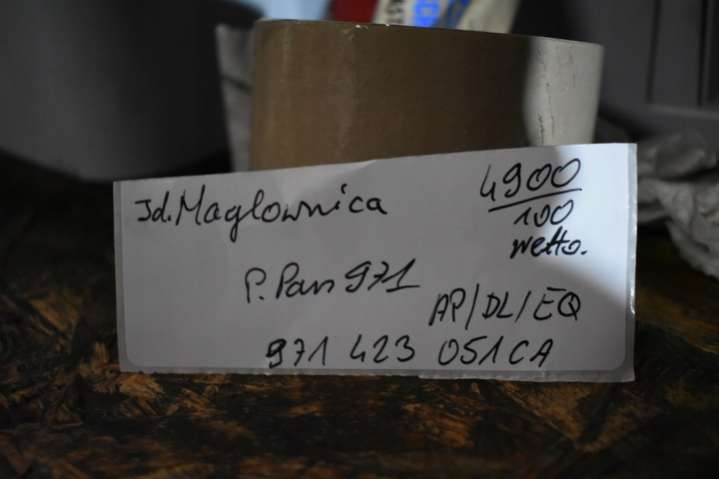 Jd. Maglownica
4900
100
netto.
P. Pan 971
AP/DL/EQ
971 423 051CA